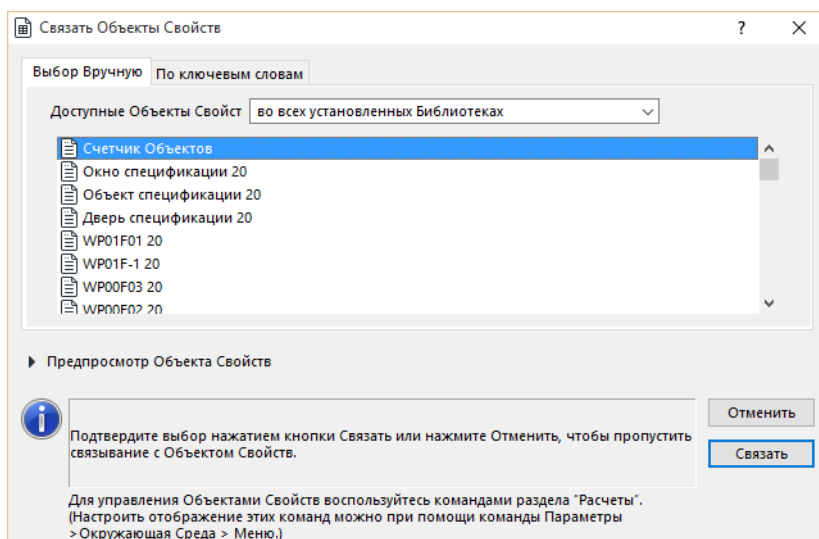 Связать Объекты Свойств
?
Выбор Вручную По ключевым словам
Доступные Объекты Свойст во всех установленных Библиотеках
Счетчик Объектов
Окно спецификации 20
Объект спецификации 20
Дверь спецификации 20
WP01F01 20
WP01F-1 20
WP00F03 20
WP00F02 20
Предпросмотр Объекта Свойств
Отменить
Подтвердите выбор нажатием кнопки Связать или нажмите Отменить, чтобы пропустить
связывание с Объектом Свойств.
Связать
Для управления Объектами Свойств воспользуйтесь командами раздела "Расчеты".
(Настроить отображение этих команд можно при помощи команды Параметры
>Окружающая Среда > Меню.)